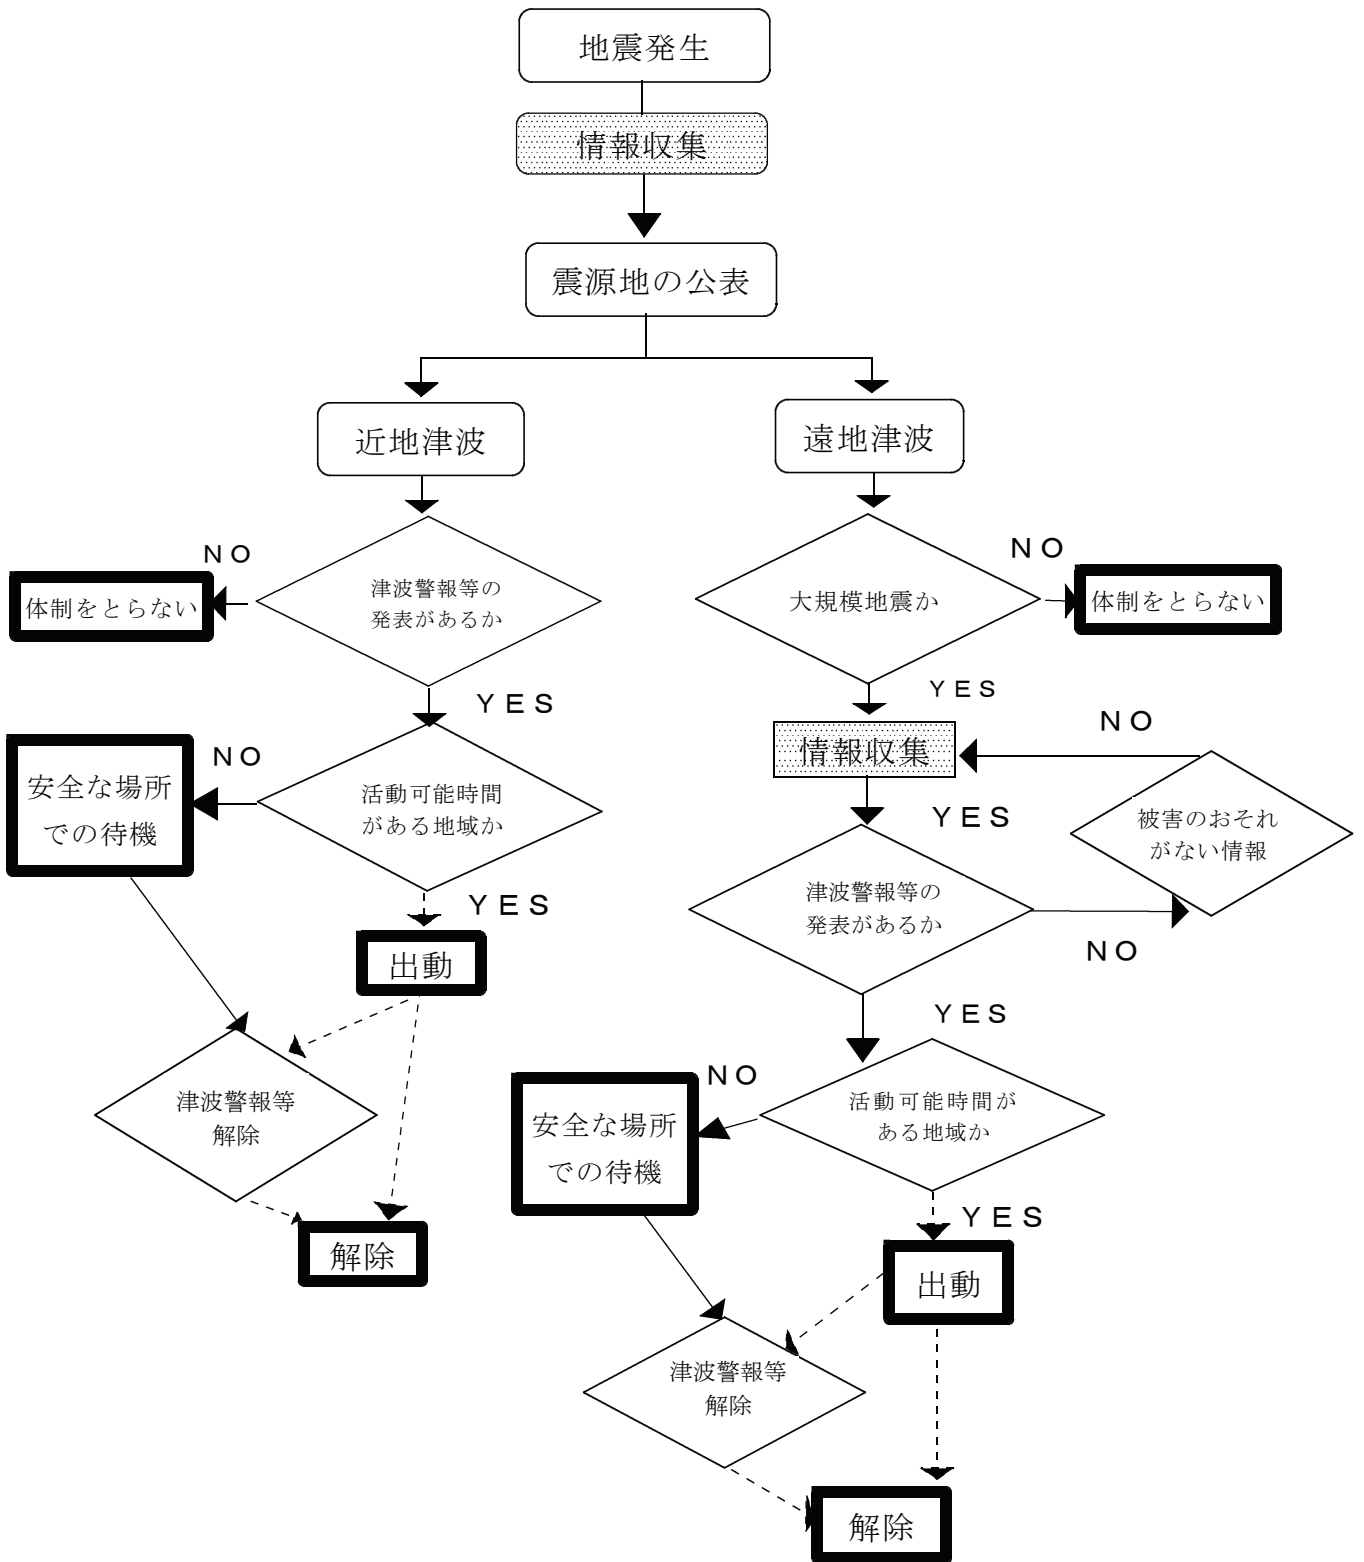 地震発生
情報収集
震源地の公表
近地津波
遠地津波
NO
津波警報等の
発表があるか
体制をとらない
大規模地震か
NO
体制をとらない
YES
YES
NO
活動可能時間
がある地域か
安全な場所
での待機
情報収集
NO
被害のおそれ
がない情報
YES
津波警報等の
発表があるか
NO
YES
出動
YES
津波警報等
解除
解除
NO
活動可能時間が
ある地域か
安全な場所
での待機
YES
出動
津波警報等
解除
解除